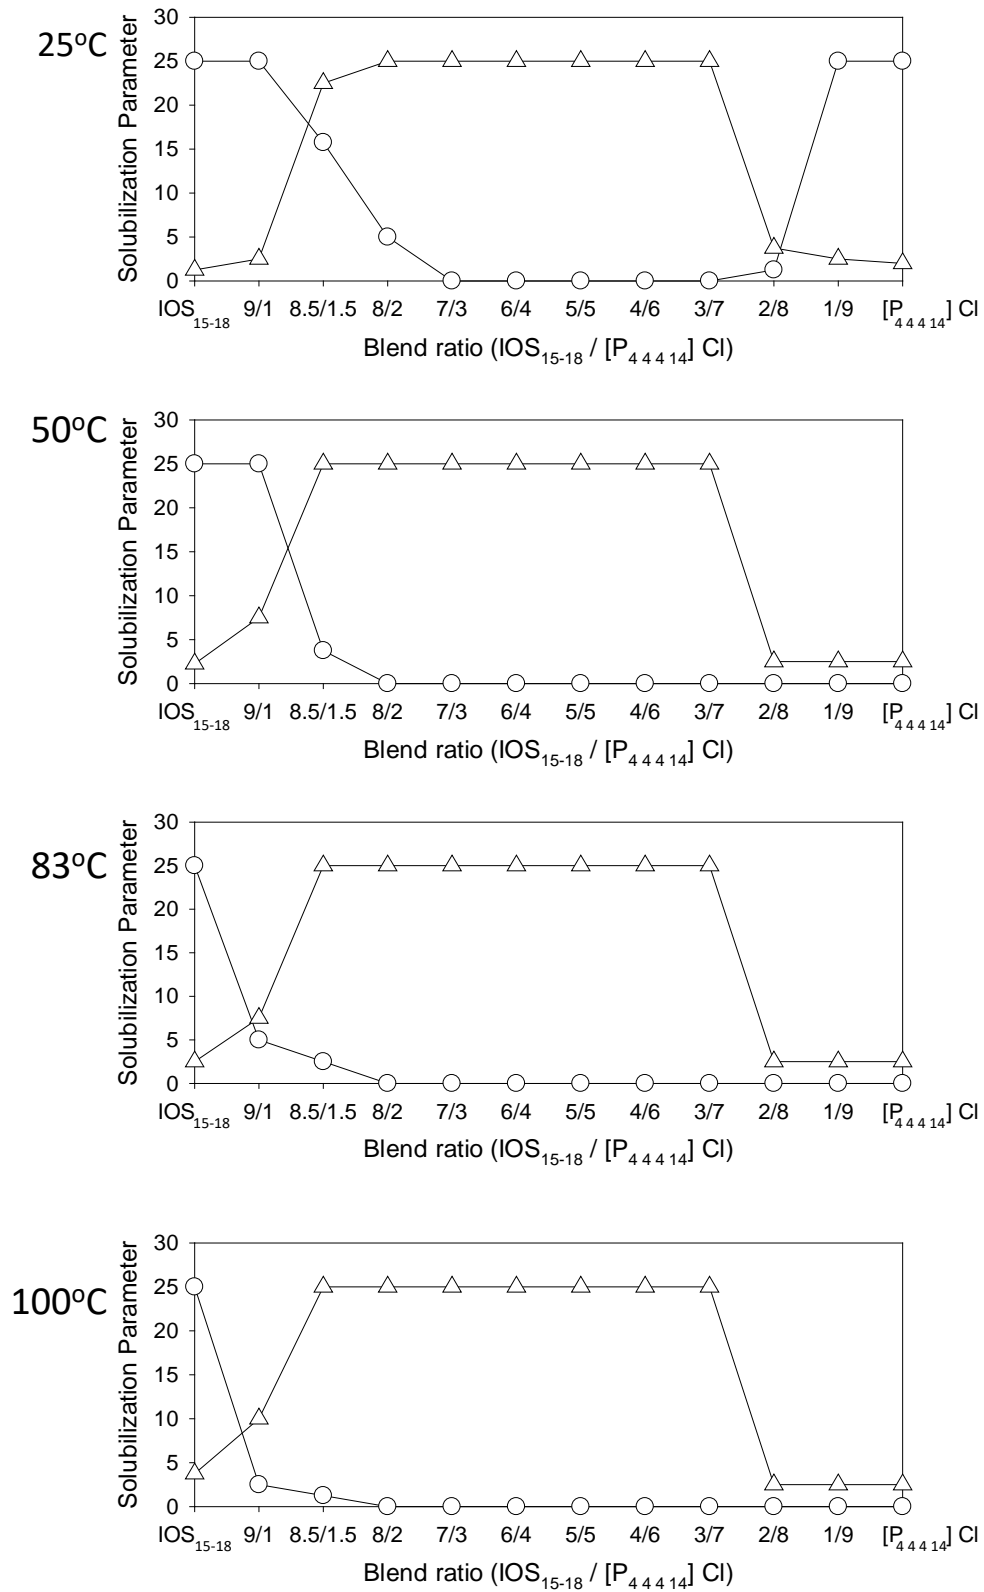 25°C
Solubilization Parameter
30
25
20
15
10
5
0
IOS15-18 9/1 8.5/1.5 8/2 7/3 6/4 5/5 4/6 3/7 2/8 1/9 [P4 4 4 14] Cl
Blend ratio (IOS15-18 / [P4 4 4 14] Cl)
50°C
Solubilization Parameter
30
25
20
15
10
5
0
IOS15-18 9/1 8.5/1.5 8/2 7/3 6/4 5/5 4/6 3/7 2/8 1/9 [P4 4 4 14] Cl
Blend ratio (IOS15-18 / [P4 4 4 14] Cl)
83°C
Solubilization Parameter
30
25
20
15
10
5
0
IOS15-18 9/1 8.5/1.5 8/2 7/3 6/4 5/5 4/6 3/7 2/8 1/9 [P4 4 4 14] Cl
Blend ratio (IOS15-18 / [P4 4 4 14] Cl)
100°C
Solubilization Parameter
30
25
20
15
10
5
0
IOS15-18 9/1 8.5/1.5 8/2 7/3 6/4 5/5 4/6 3/7 2/8 1/9 [P4 4 4 14] Cl
Blend ratio (IOS15-18 / [P4 4 4 14] Cl)